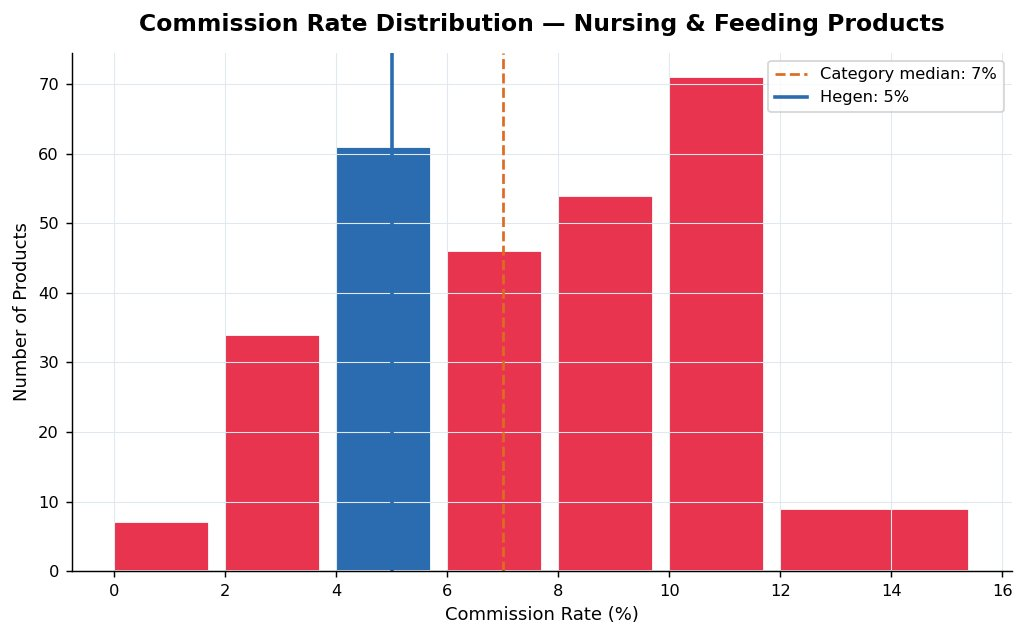 Commission Rate Distribution — Nursing & Feeding Products
Category median: 7%
Hegen: 5%
Number of Products
70
60
50
40
30
20
10
0
0 2 4 6 8 10 12 14 16
Commission Rate (%)